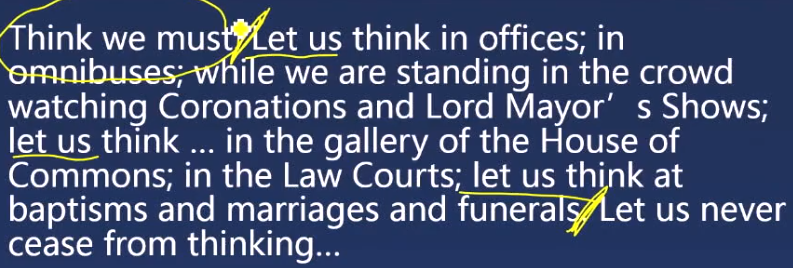 Think we must. Let us think in offices; in
omnibuses; while we are standing in the crowd
watching Coronations and Lord Mayor’s Shows;
let us think ... in the gallery of the House of
Commons; in the Law Courts; let us think at
baptisms and marriages and funerals. Let us never
cease from thinking...